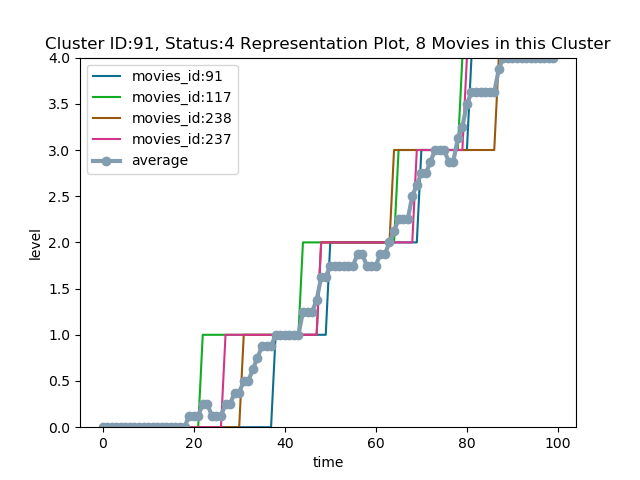 Cluster ID:91, Status:4 Representation Plot, 8 Movies in this Cluster
4.0
3.5
3.0
2.5
2.0
1.5
1.0
0.5
0.0
level
movies_id:91
movies_id:117
movies_id:238
movies_id:237
average
0 20 40 60 80 100
time